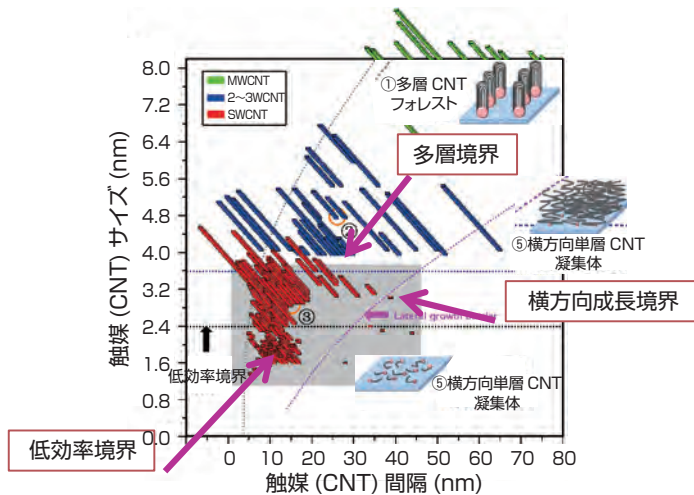 8.0
7.2
6.4
5.6
4.8
4.0
3.2
2.4
1.6
0.8
0.0
触媒 (CNT) サイズ (nm)
MWCNT
2～3WCNT
SWCNT
①多層 CNT
フォレスト
多層境界
②
⑤横方向単層 CNT
凝集体
横方向成長境界
③
Lateral growth
低効率境界
⑤横方向単層 CNT
凝集体
低効率境界
0 10 20 30 40 50 60 70 80
触媒 (CNT) 間隔 (nm)